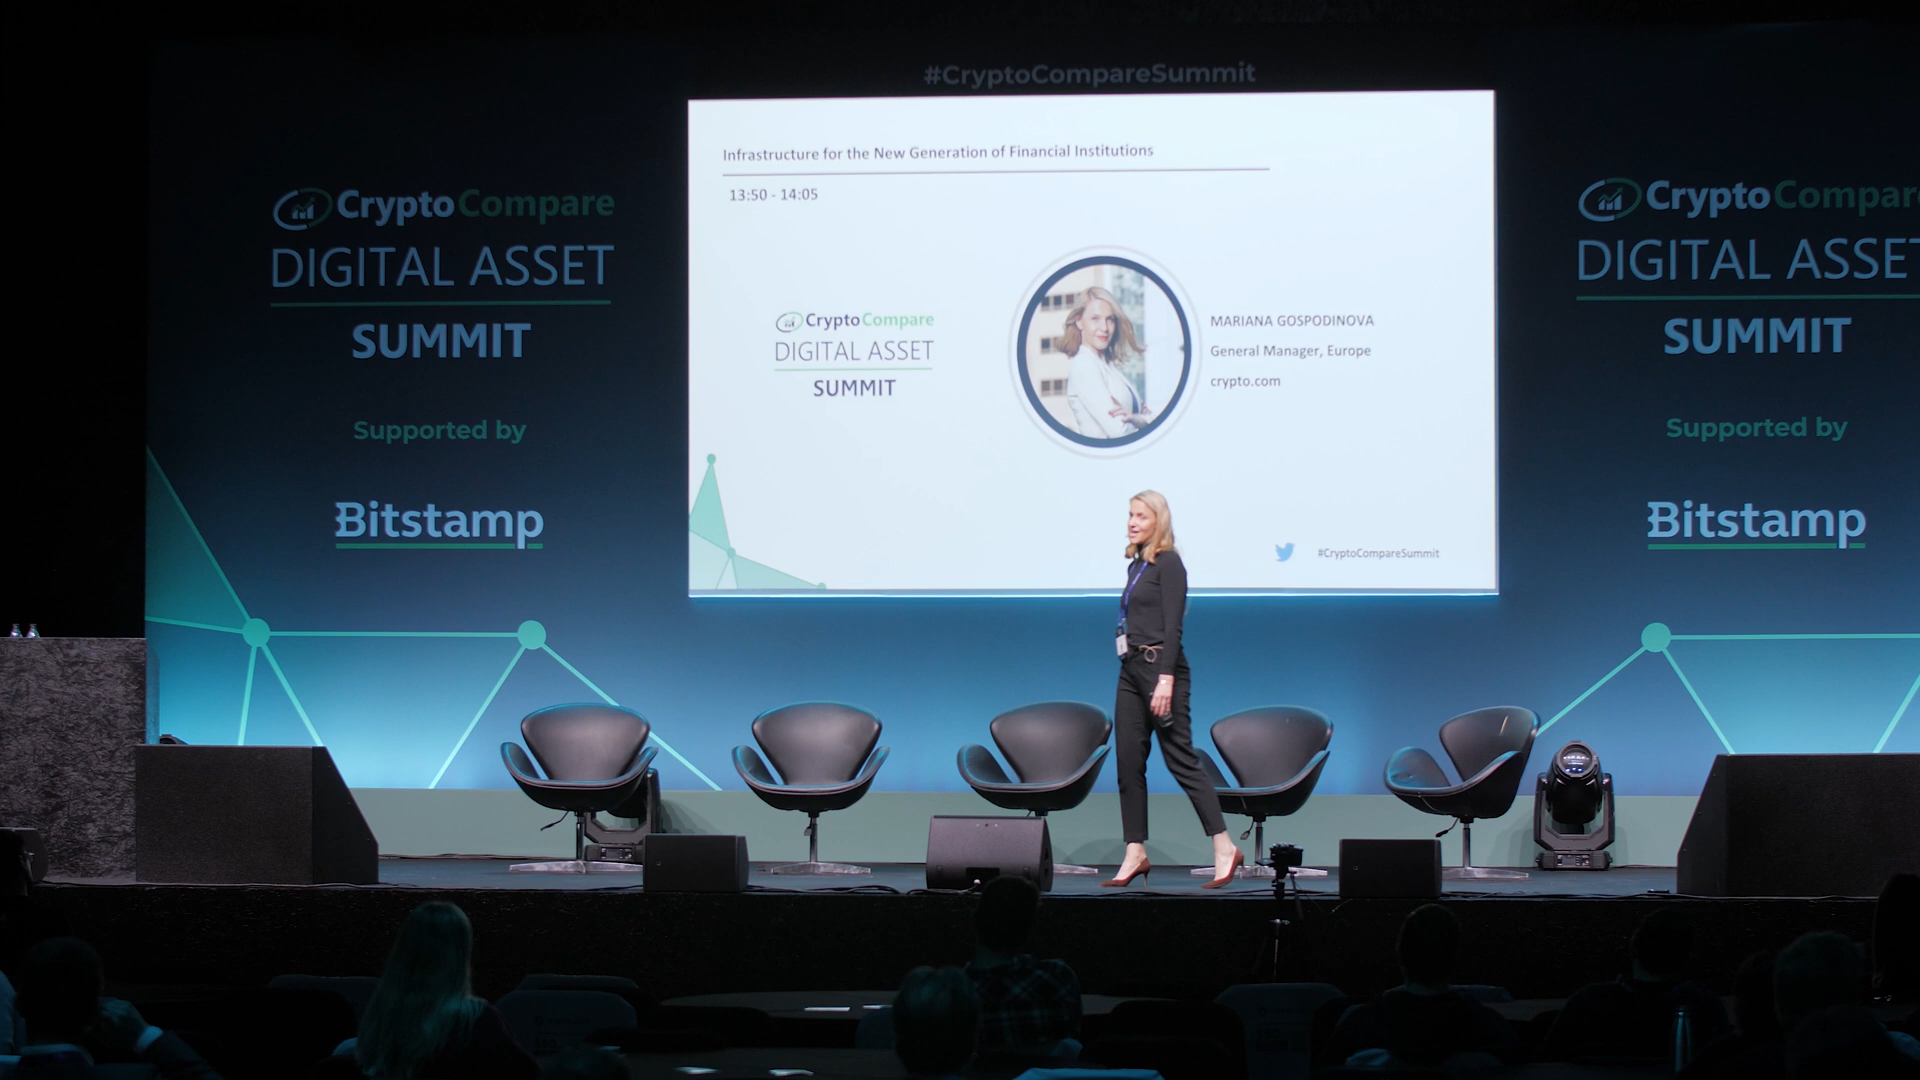 #CryptoCompareSummit
CryptoCompare
DIGITAL ASSET
SUMMIT
Supported by
Bitstamp
Infrastructure for the New Generation of Financial Institutions
13:50 - 14:05
CryptoCompare
DIGITAL ASSET
SUMMIT
MARIANA GOSPODINOVA
General Manager, Europe
crypto.com
#CryptoCompareSummit
CryptoCompar
DIGITAL ASSET
SUMMIT
Supported by
Bitstamp